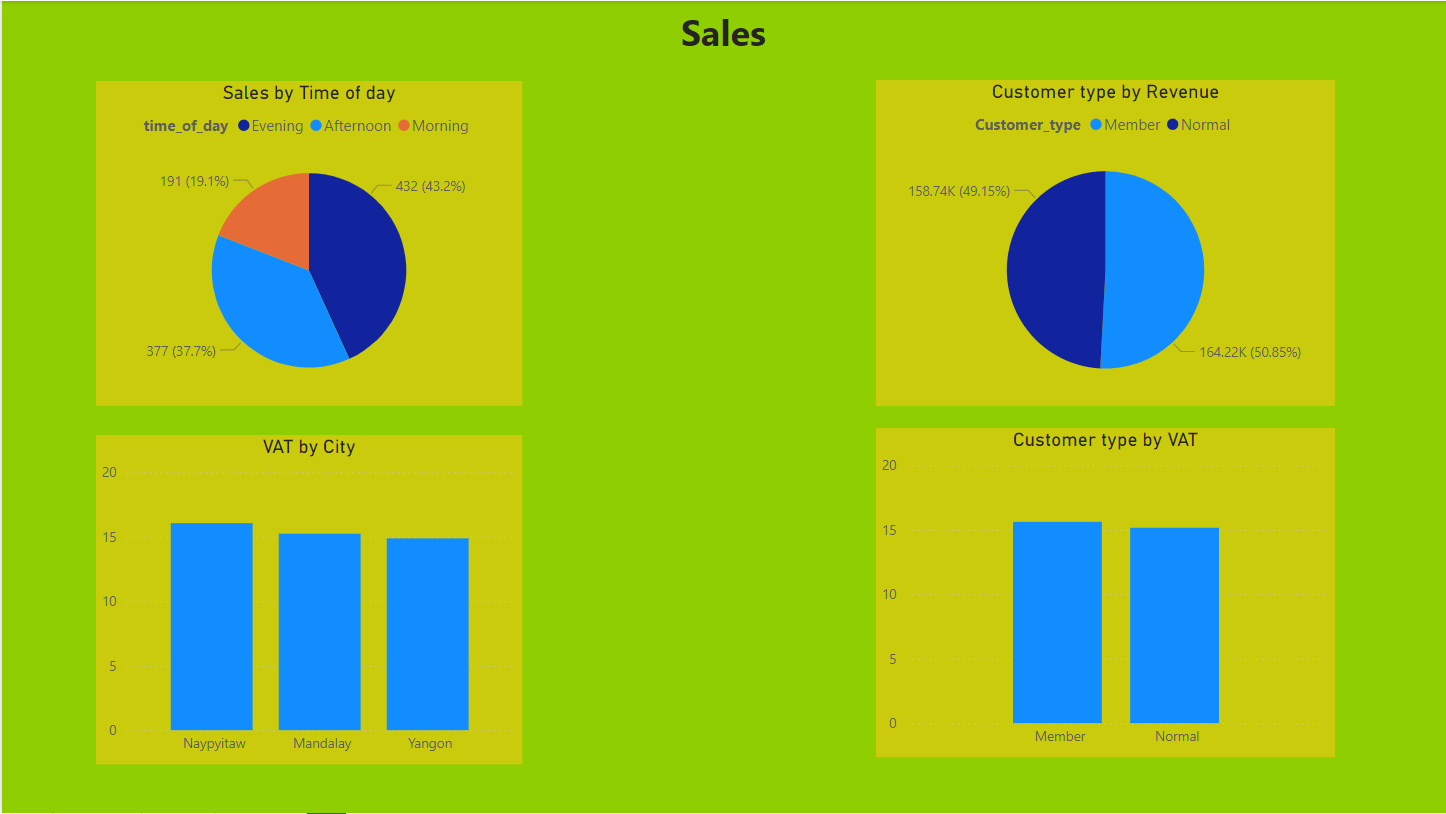 Sales
Sales by Time of day
time_of_day Evening Afternoon Morning
191 (19.1%)
432 (43.2%)
377 (37.7%)
Customer type by Revenue
Customer_type Member Normal
158.74K (49.15%)
164.22K (50.85%)
VAT by City
20
15
10
5
0
Naypyitaw Mandalay Yangon
Customer type by VAT
20
15
10
5
0
Member Normal